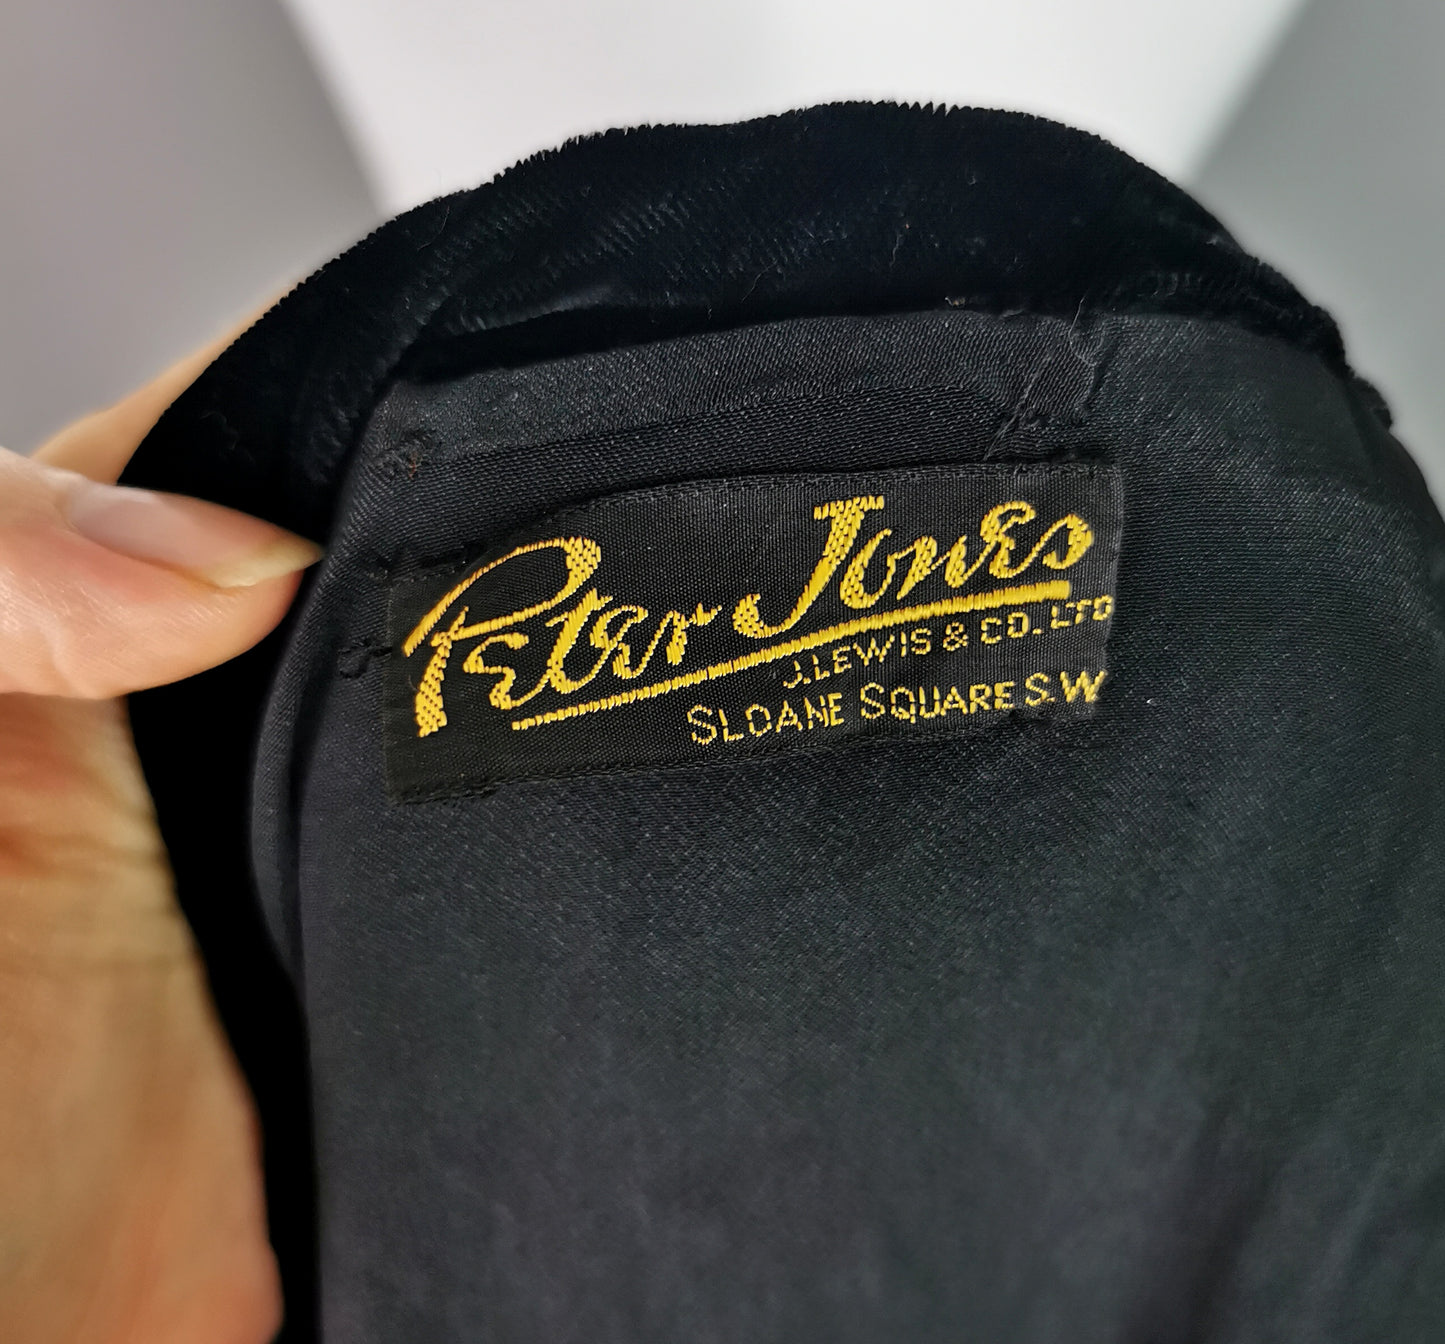 Peter Jones
J.LEWIS & CO. LTD
SLOANE SQUARE S.W